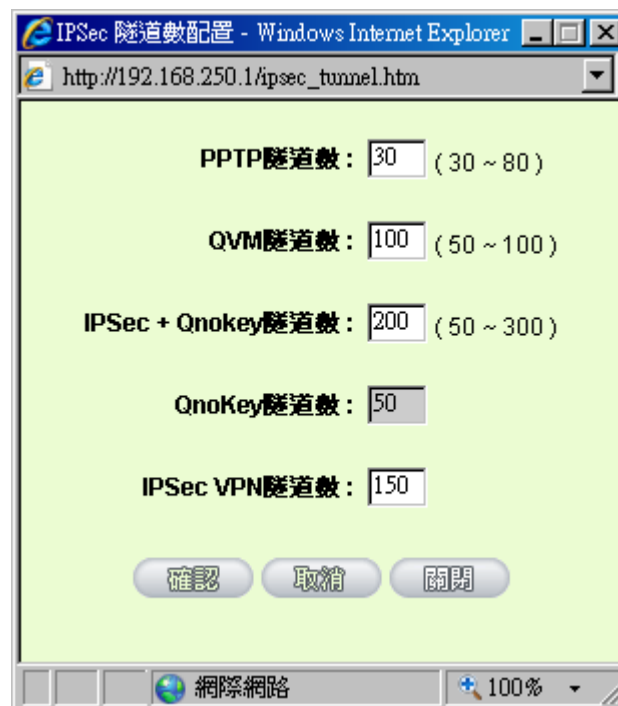 IPSec 隧道數配置 - Windows Internet Explorer
http://192.168.250.1/ipsec_tunnel.htm
PPTP隧道數： 30 ( 30 ~ 80 )
QVM隧道數： 100 ( 50 ~ 100 )
IPSec + Qnokey隧道數： 200 ( 50 ~ 300 )
QnoKey隧道數： 50
IPSec VPN隧道數： 150
確認 取消 關閉
網際網路 100%